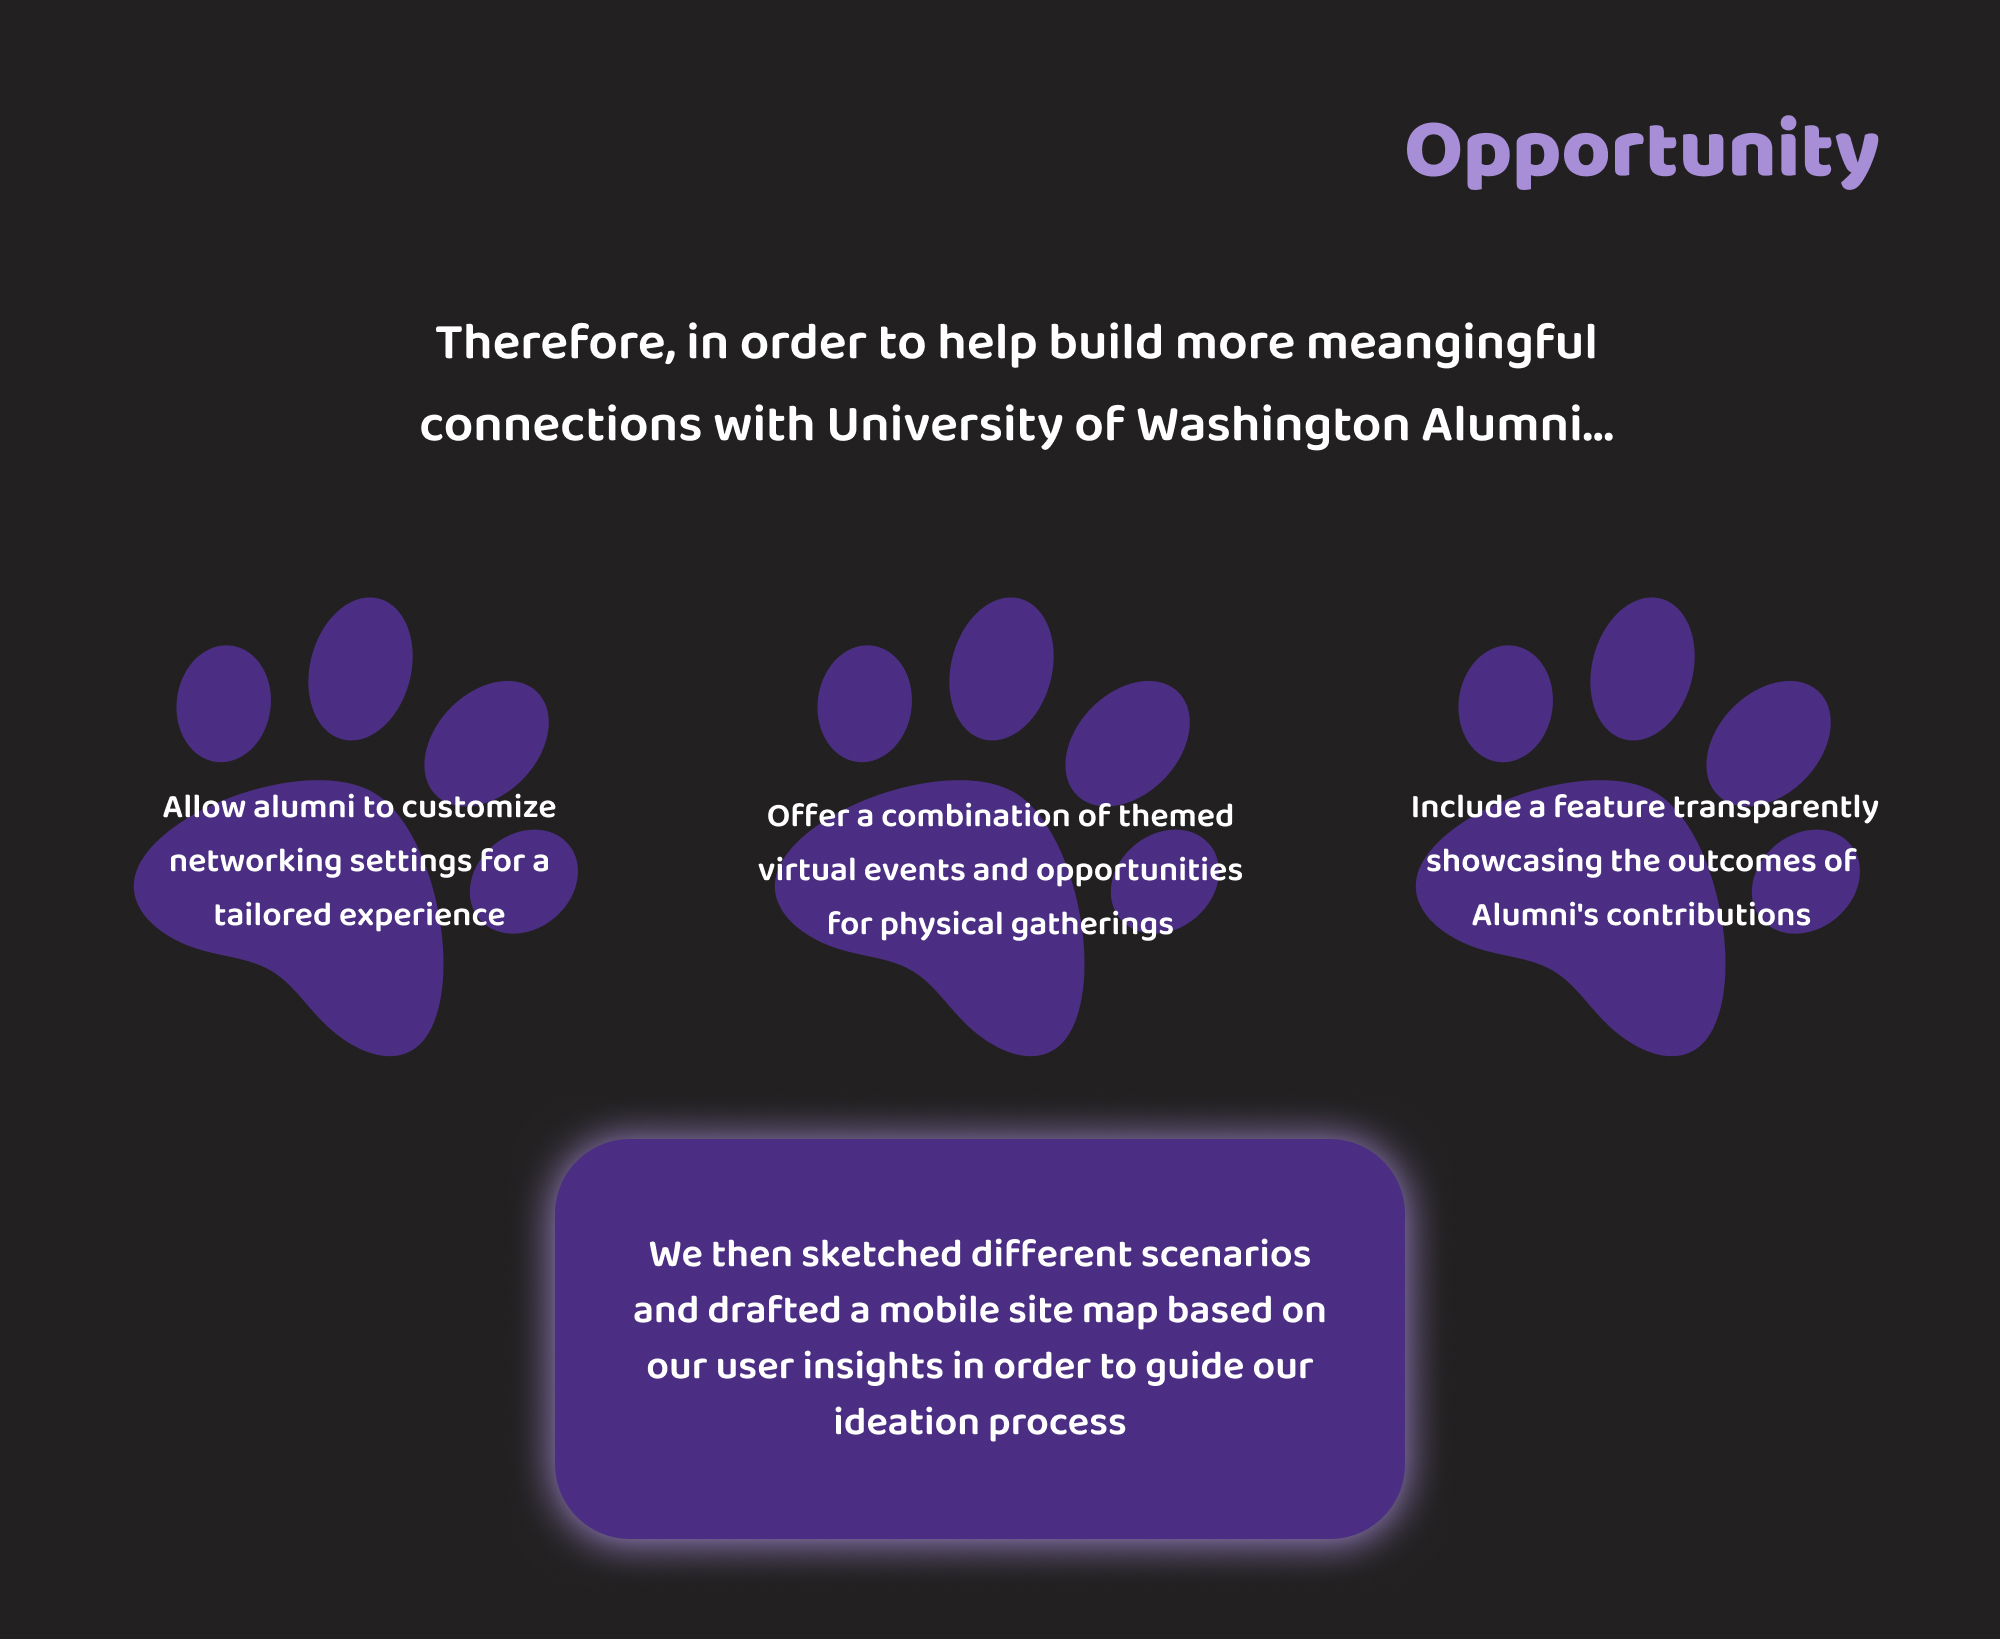 Opportunity
Therefore, in order to help build more meangingful
connections with University of Washington Alumni...
Allow alumni to customize
networking settings for a
tailored experience
Offer a combination of themed
virtual events and opportunities
for physical gatherings
Include a feature transparently
showcasing the outcomes of
Alumni's contributions
We then sketched different scenarios
and drafted a mobile site map based on
our user insights in order to guide our
ideation process